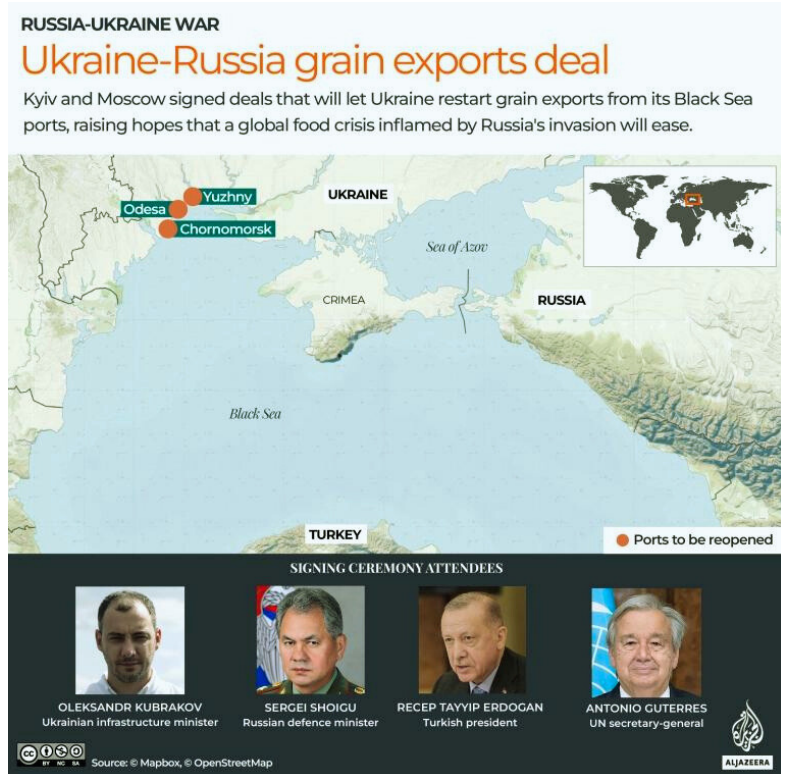 RUSSIA-UKRAINE WAR
Ukraine-Russia grain exports deal
Kyiv and Moscow signed deals that will let Ukraine restart grain exports from its Black Sea
ports, raising hopes that a global food crisis inflamed by Russia's invasion will ease.
Yuzhny
Odesa
Chornomorsk
UKRAINE
Sea of Azov
CRIMEA
RUSSIA
Black Sea
TURKEY
Ports to be reopened
SIGNING CEREMONY ATTENDEES
OLEKSANDR KUBRAKOV
Ukrainian infrastructure minister
SERGEI SHOIGU
Russian defence minister
RECEP TAYYIP ERDOGAN
Turkish president
ANTONIO GUTERRES
UN secretary-general
cc BY NC SA
Source: © Mapbox, © OpenStreetMap
ALJAZEERA